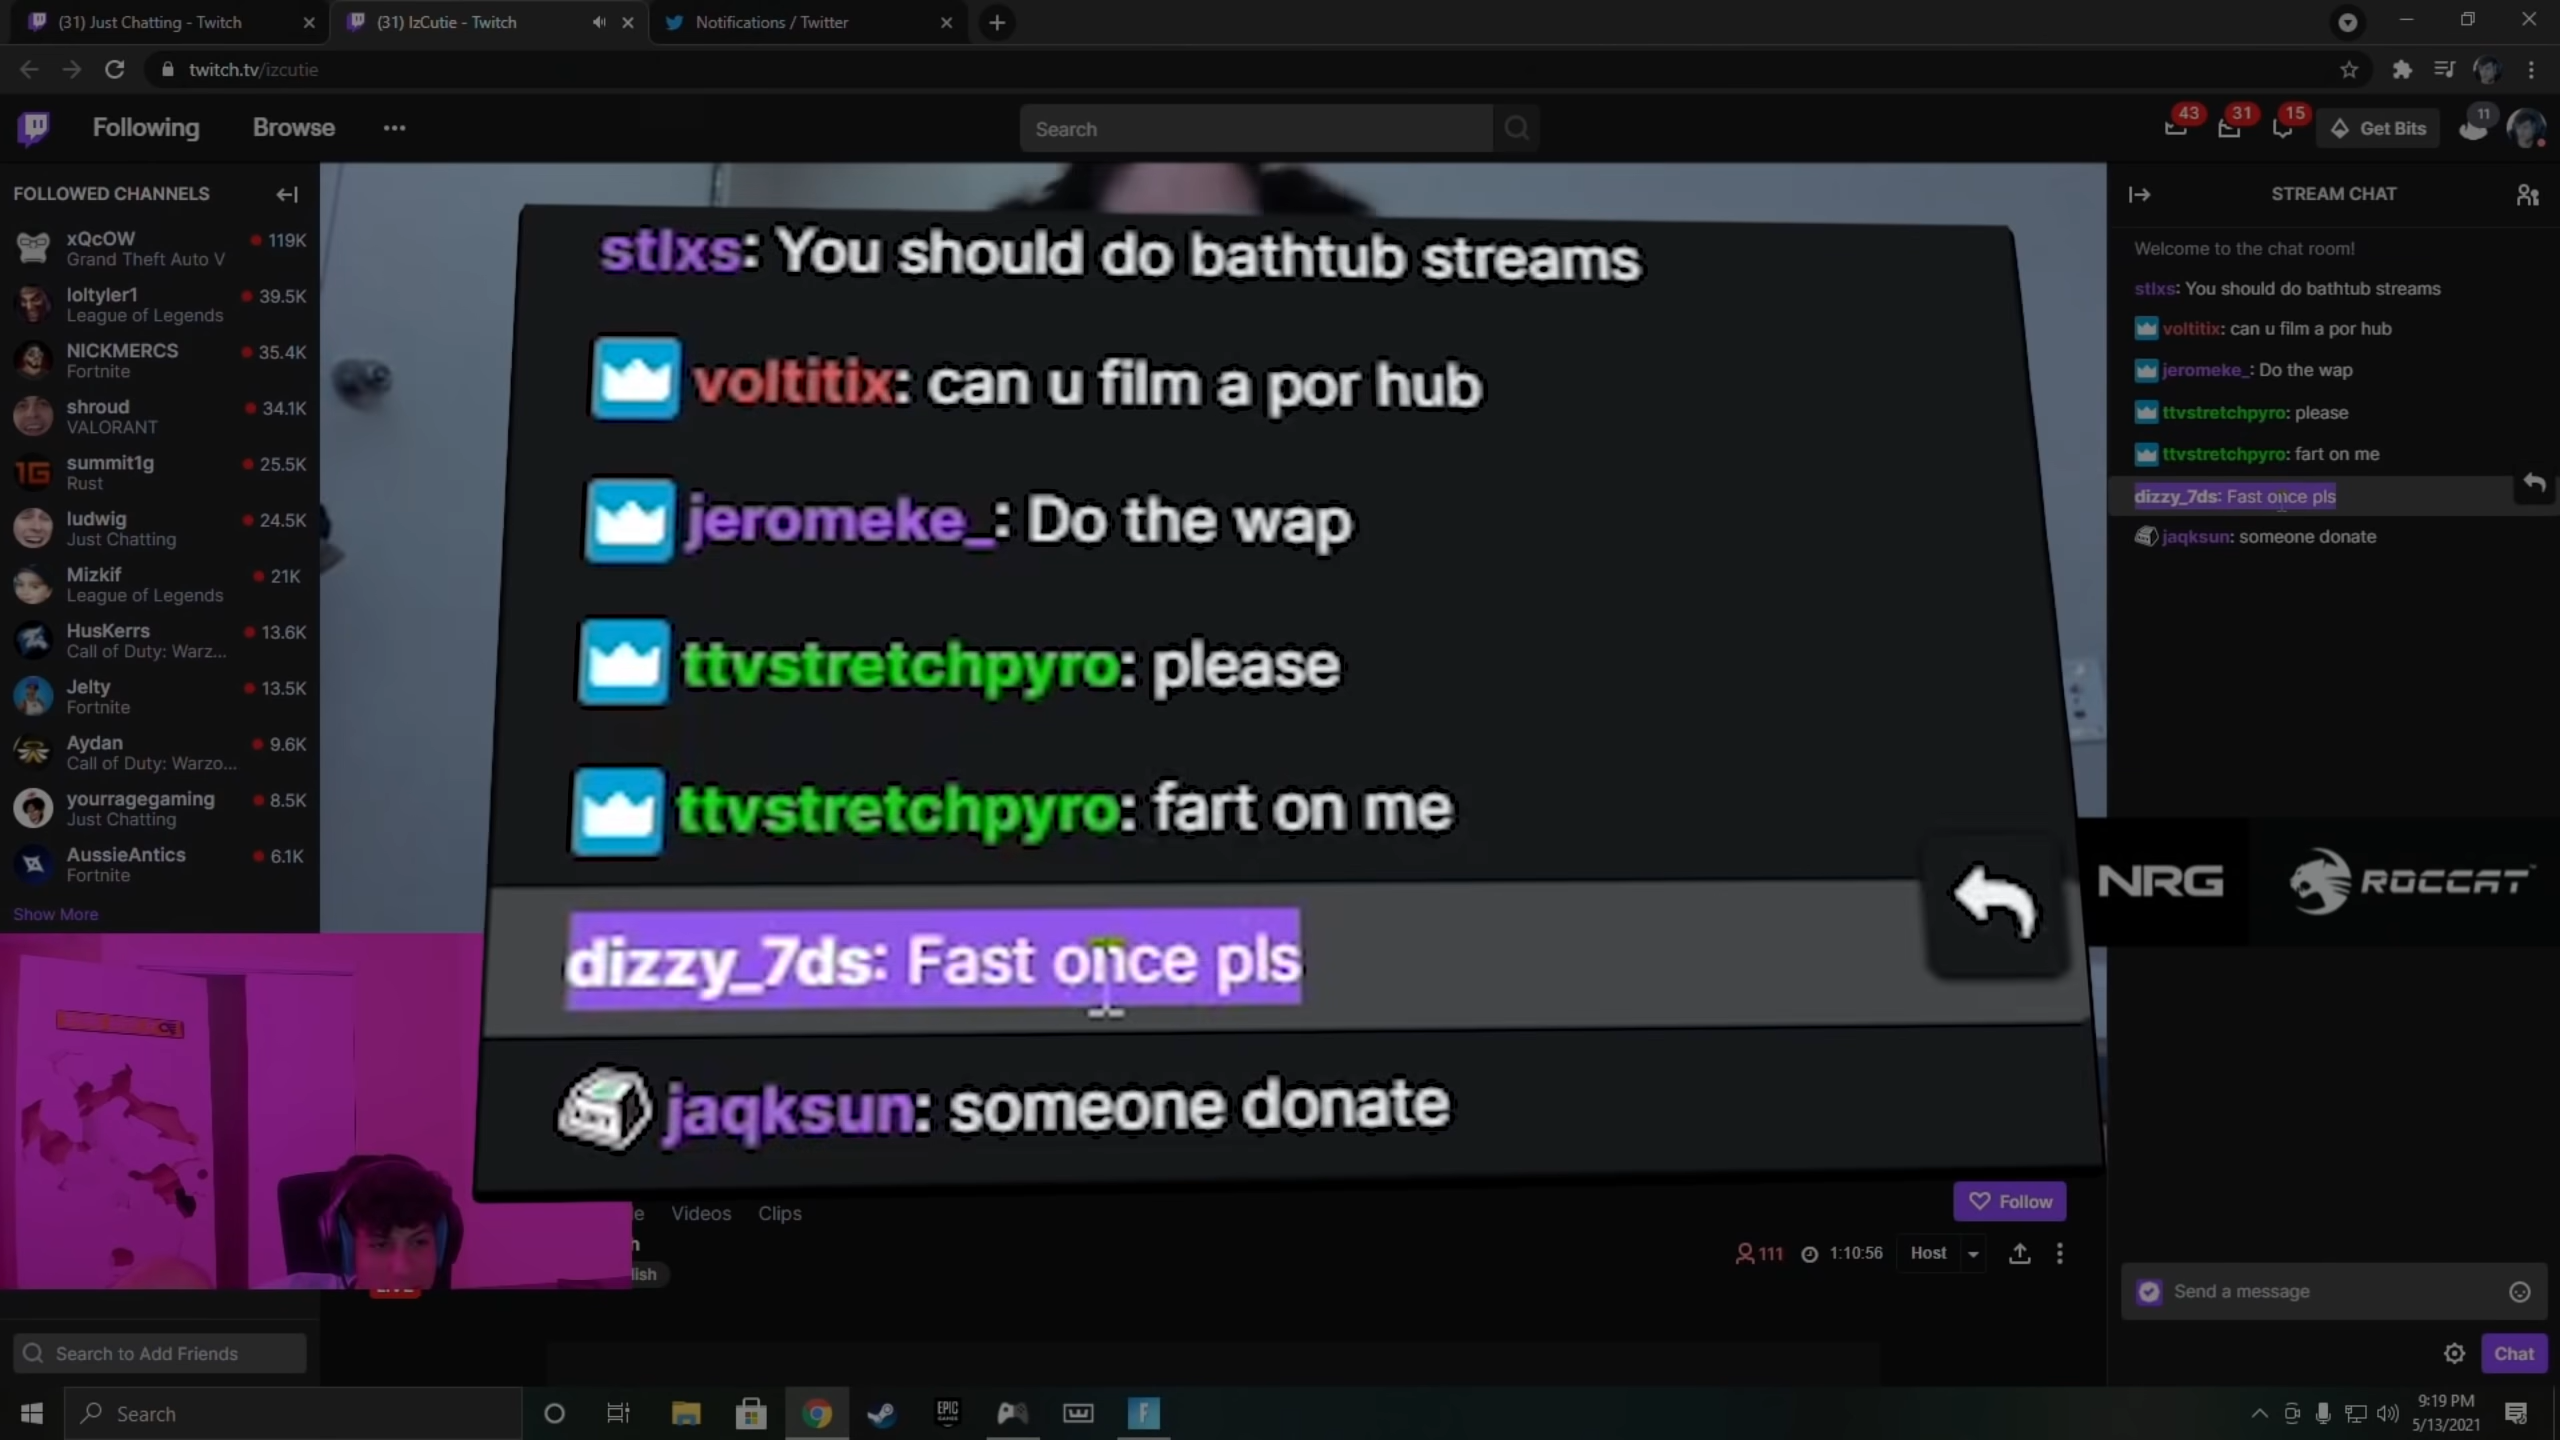 (31) Just Chatting - Twitch
(31) IzCutie - Twitch
Notifications / Twitter
twitch.tv/izcutie
Following
Browse
Search
43
31
15
Get Bits
11
FOLLOWED CHANNELS
xQcOW
119K
Grand Theft Auto V
loltyler1
39.5K
League of Legends
NICKMERCS
35.4K
Fortnite
shroud
34.1K
VALORANT
summit1g
25.5K
Rust
ludwig
24.5K
Just Chatting
Mizkif
21K
League of Legends
HusKerrs
13.6K
Call of Duty: Warz...
Jelty
13.5K
Fortnite
Aydan
9.6K
Call of Duty: Warzo...
yourragegaming
8.5K
Just Chatting
AussieAntics
6.1K
Fortnite
Show More
stlxs: You should do bathtub streams
voltitix: can u film a por hub
jeromeke_: Do the wap
ttvstretchpyro: please
ttvstretchpyro: fart on me
dizzy_7ds: Fast once pls
jaqksun: someone donate
STREAM CHAT
Welcome to the chat room!
stlxs: You should do bathtub streams
voltitix: can u film a por hub
jeromeke_: Do the wap
ttvstretchpyro: please
ttvstretchpyro: fart on me
dizzy_7ds: Fast once pls
jaqksun: someone donate
NRG
ROCCAT
Videos
Clips
Follow
111
1:10:56
Host
Send a message
Chat
Search to Add Friends
Search
EPIC GAMES
9:19 PM
5/13/2021